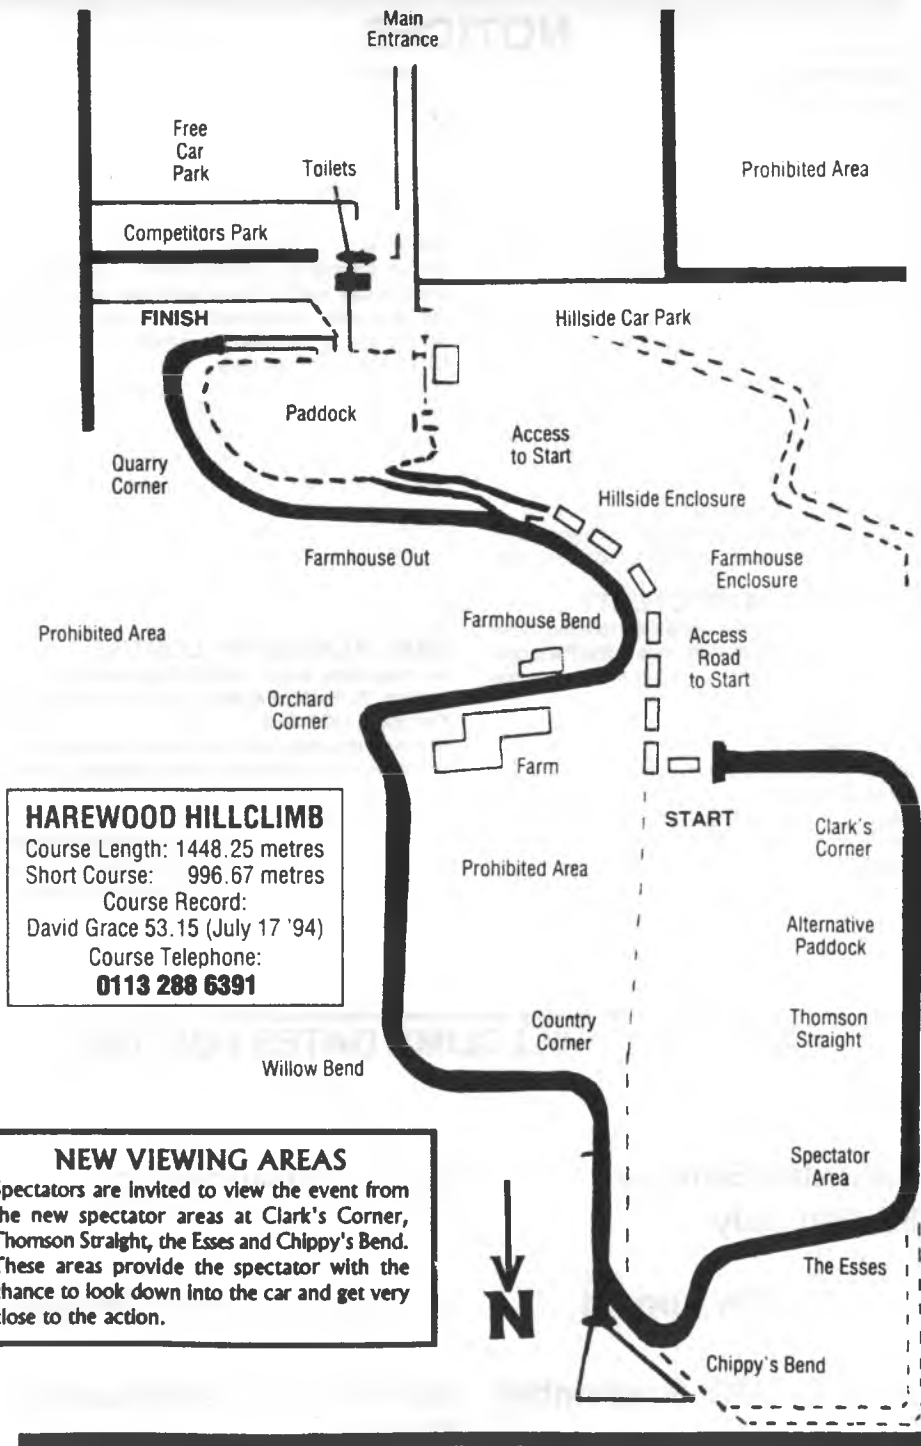 Main
Entrance
Free
Car
Park
Toilets
Prohibited Area
Competitors Park
FINISH
Hillside Car Park
Paddock
Access
to Start
Quarry
Corner
Hillside Enclosure
Farmhouse Out
Farmhouse
Enclosure
Prohibited Area
Farmhouse Bend
Access
Road
to Start
Orchard
Corner
Farm
START
Clark's
Corner
HAREWOOD HILLCLIMB
Course Length: 1448.25 metres
Short Course: 996.67 metres
Course Record:
David Grace 53.15 (July 17 '94)
Course Telephone:
0113 288 6391
Prohibited Area
Alternative
Paddock
Country
Corner
Thomson
Straight
Willow Bend
NEW VIEWING AREAS
Spectators are invited to view the event from
the new spectator areas at Clark's Corner,
Thomson Straight, the Esses and Chippy's Bend.
These areas provide the spectator with the
chance to look down into the car and get very
close to the action.
Spectator
Area
The Esses
N
Chippy's Bend